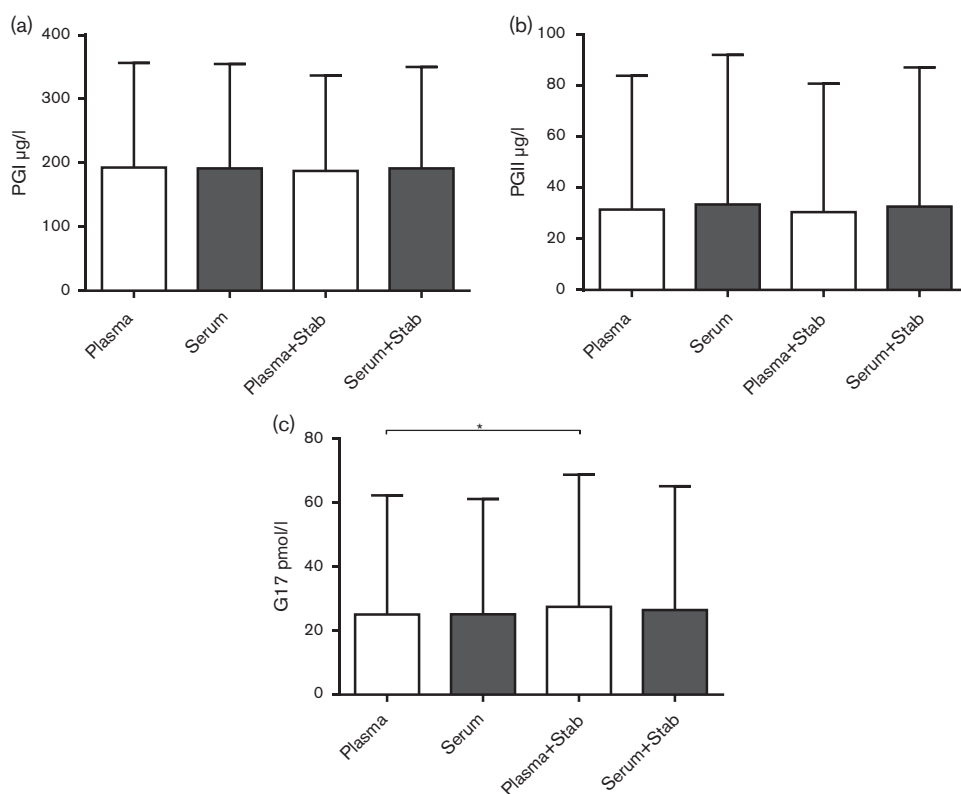 (a)
400
300
200
100
0
PGI µg/l
Plasma
Serum
Plasma+Stab
Serum+Stab
(b)
100
80
60
40
20
0
PGII µg/l
Plasma
Serum
Plasma+Stab
Serum+Stab
(c)
*
80
60
40
20
0
G17 pmol/l
Plasma
Serum
Plasma+Stab
Serum+Stab